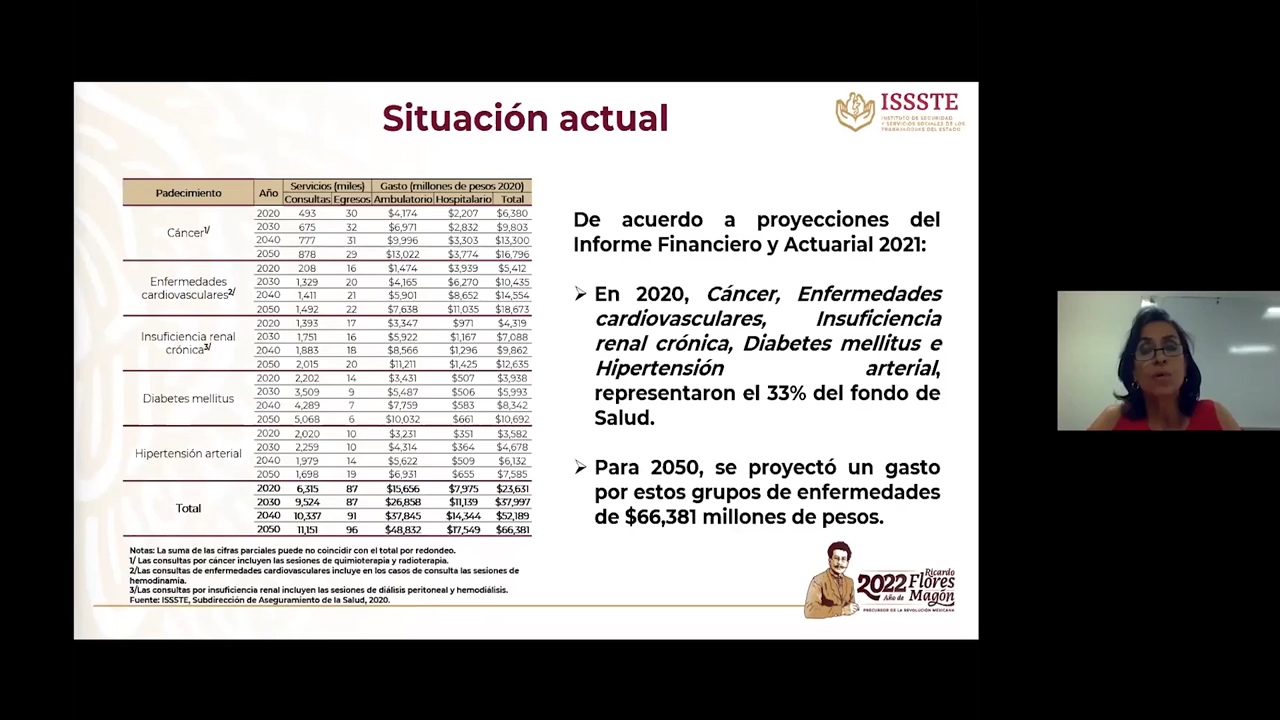 Situación actual
ISSSTE
INSTITUTO DE SEGURIDAD
Y SERVICIOS SOCIALES DE LOS
TRABAJADORES DEL ESTADO
Padecimiento Año Servicios (miles) Gasto (millones de pesos 2020)
Consultas Egresos Ambulatorio Hospitalario Total
Cáncer1/
2020 493 30 $4,174 $2,207 $6,380
2030 675 32 $6,971 $2,832 $9,803
2040 777 31 $9,996 $3,303 $13,300
2050 878 29 $13,022 $3,774 $16,796
Enfermedades
cardiovasculares2/
2020 208 16 $1,474 $3,939 $5,412
2030 1,329 20 $4,165 $6,270 $10,435
2040 1,411 21 $5,901 $8,652 $14,554
2050 1,492 22 $7,638 $11,035 $18,673
Insuficiencia renal
crónica3/
2020 1,393 17 $3,347 $971 $4,319
2030 1,751 16 $5,922 $1,167 $7,088
2040 1,883 18 $8,566 $1,296 $9,862
2050 2,015 20 $11,211 $1,425 $12,635
Diabetes mellitus
2020 2,202 14 $3,431 $507 $3,938
2030 3,509 9 $5,487 $506 $5,993
2040 4,289 7 $7,759 $583 $8,342
2050 5,068 6 $10,032 $661 $10,692
Hipertensión arterial
2020 2,020 10 $3,231 $351 $3,582
2030 2,259 10 $4,314 $364 $4,678
2040 1,979 14 $5,622 $509 $6,132
2050 1,698 19 $6,931 $655 $7,585
Total
2020 6,315 87 $15,656 $7,975 $23,631
2030 9,524 87 $26,858 $11,139 $37,997
2040 10,337 91 $37,845 $14,344 $52,189
2050 11,151 96 $48,832 $17,549 $66,381
Notas: La suma de las cifras parciales puede no coincidir con el total por redondeo.
1/ Las consultas por cáncer incluyen las sesiones de quimioterapia y radioterapia.
2/Las consultas de enfermedades cardiovasculares incluye en los casos de consulta las sesiones de
hemodinamia.
3/Las consultas por insuficiencia renal incluyen las sesiones de diálisis peritoneal y hemodiálisis.
Fuente: ISSSTE, Subdirección de Aseguramiento de la Salud, 2020.
De acuerdo a proyecciones del
Informe Financiero y Actuarial 2021:
➢ En 2020, Cáncer, Enfermedades
cardiovasculares, Insuficiencia
renal crónica, Diabetes mellitus e
Hipertensión arterial,
representaron el 33% del fondo de
Salud.
➢ Para 2050, se proyectó un gasto
por estos grupos de enfermedades
de $66,381 millones de pesos.
2022 Ricardo
Flores
Año de Magón
PRECURSOR DE LA REVOLUCIÓN MEXICANA